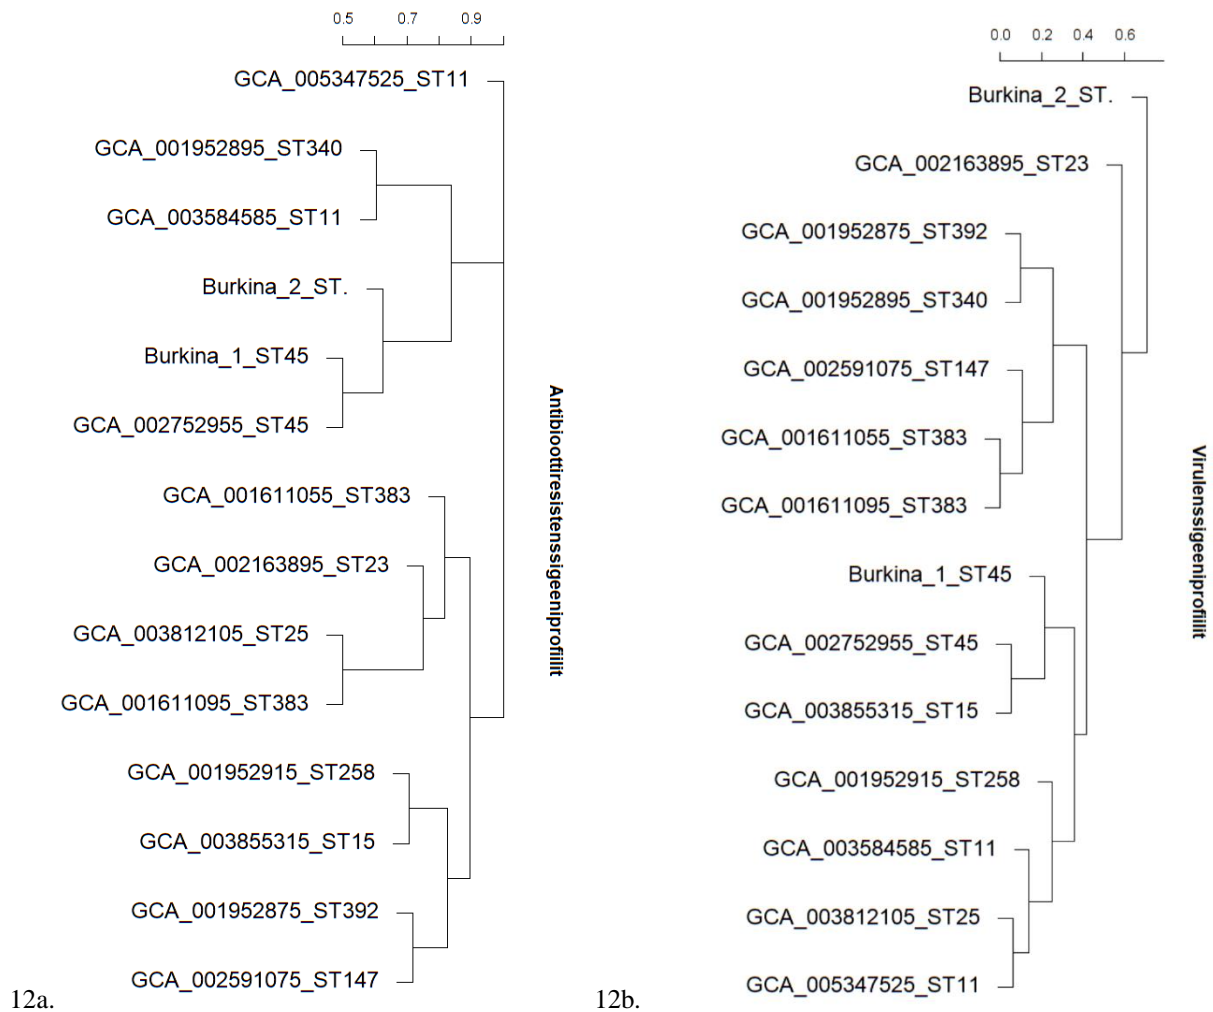 0.5 0.7 0.9
GCA_005347525_ST11
GCA_001952895_ST340
GCA_003584585_ST11
Burkina_2_ST.
Burkina_1_ST45
GCA_002752955_ST45
GCA_001611055_ST383
GCA_002163895_ST23
GCA_003812105_ST25
GCA_001611095_ST383
GCA_001952915_ST258
GCA_003855315_ST15
GCA_001952875_ST392
GCA_002591075_ST147
Antibioottiresistenssigeeniprofiilit
12a.
0.0 0.2 0.4 0.6
Burkina_2_ST.
GCA_002163895_ST23
GCA_001952875_ST392
GCA_001952895_ST340
GCA_002591075_ST147
GCA_001611055_ST383
GCA_001611095_ST383
Burkina_1_ST45
GCA_002752955_ST45
GCA_003855315_ST15
GCA_001952915_ST258
GCA_003584585_ST11
GCA_003812105_ST25
GCA_005347525_ST11
Virulenssigeeniprofiilit
12b.